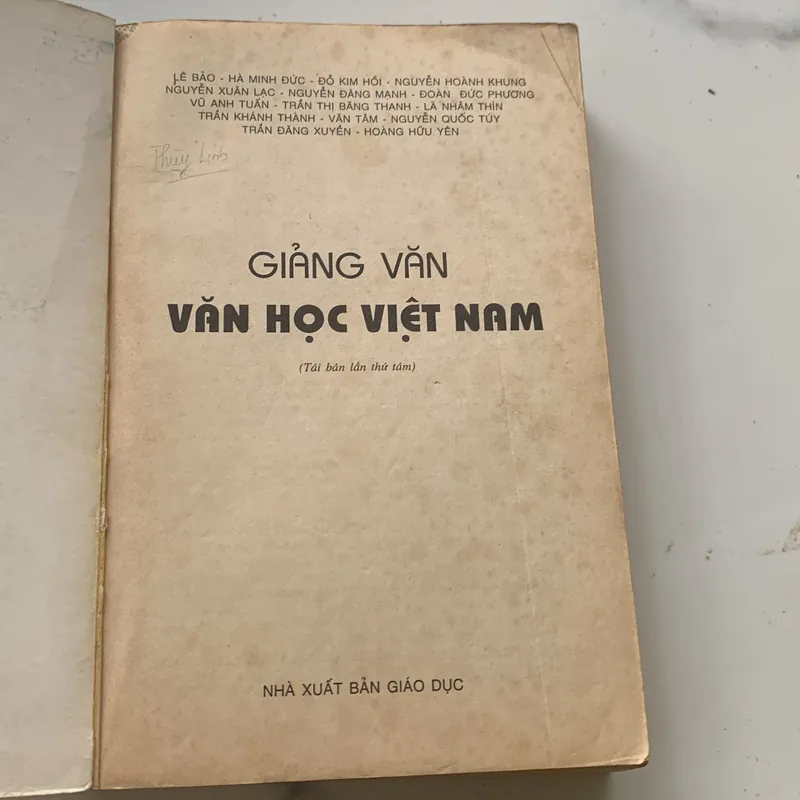 LÊ BẢO - HÀ MINH ĐỨC - ĐỖ KIM HỒI - NGUYỄN HOÀNH KHUNG
NGUYỄN XUÂN LẠC - NGUYỄN ĐĂNG MẠNH - ĐOÀN ĐỨC PHƯƠNG
VŨ ANH TUẤN - TRẦN THỊ BĂNG THANH - LÃ NHÂM THÌN
TRẦN KHÁNH THÀNH - VĂN TÂM - NGUYỄN QUỐC TÚY
TRẦN ĐĂNG XUYỀN - HOÀNG HỮU YÊN
Thùy Linh
GIẢNG VĂN
VĂN HỌC VIỆT NAM
(Tái bản lần thứ tám)
NHÀ XUẤT BẢN GIÁO DỤC